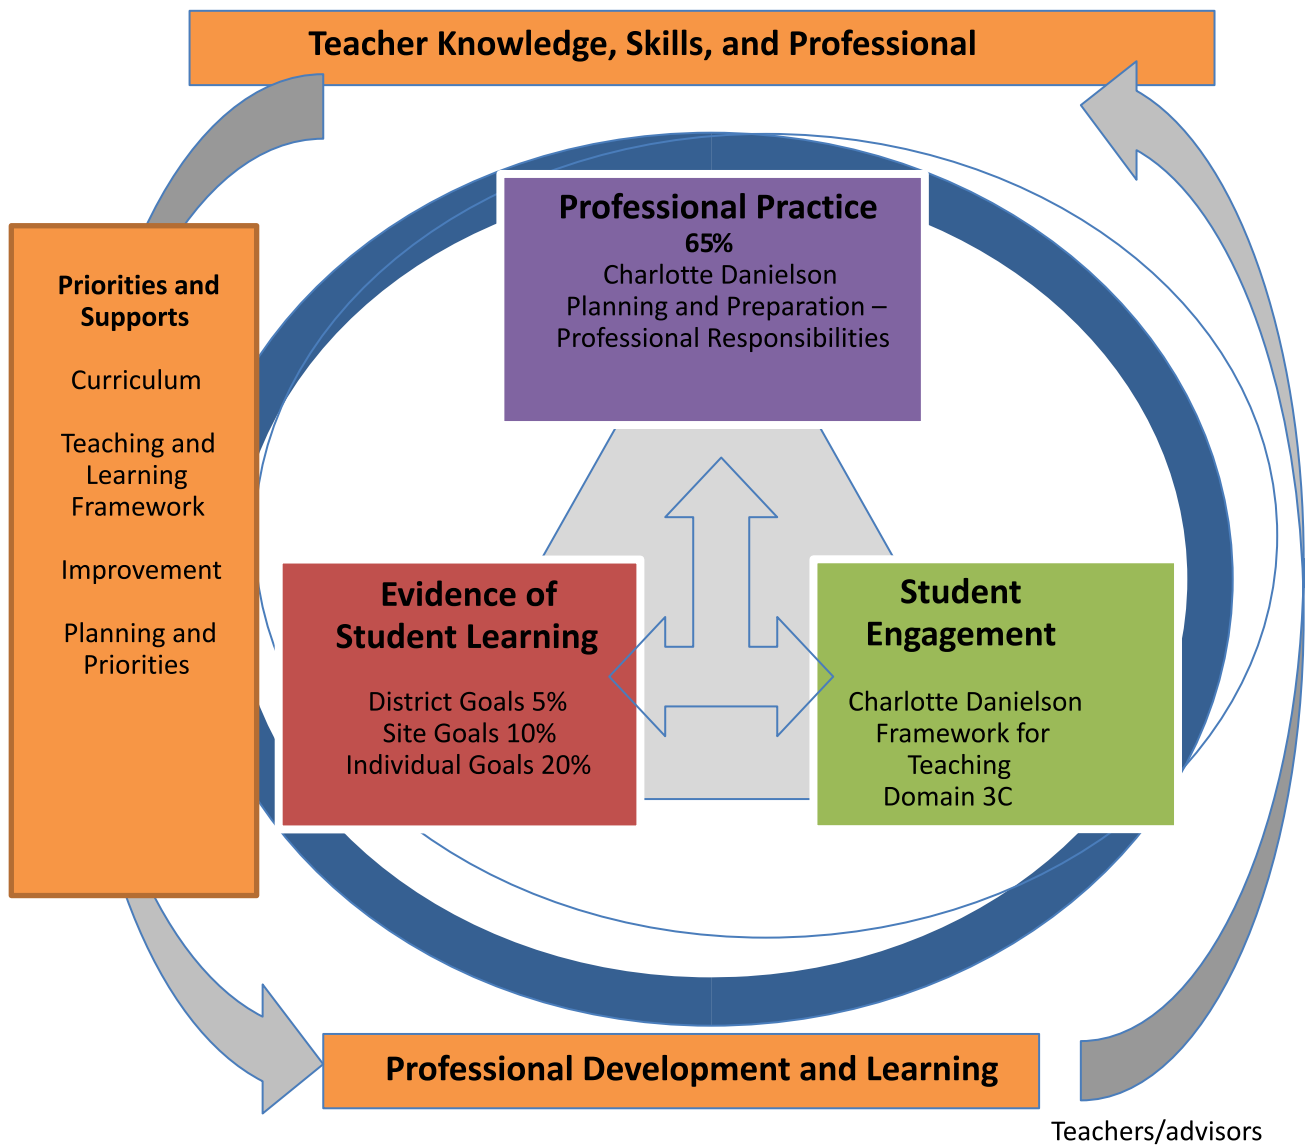 Teacher Knowledge, Skills, and Professional
Professional Practice
65%
Charlotte Danielson
Planning and Preparation –
Professional Responsibilities
Priorities and
Supports
Curriculum
Teaching and
Learning
Framework
Improvement
Planning and
Priorities
Evidence of
Student Learning
District Goals 5%
Site Goals 10%
Individual Goals 20%
Student
Engagement
Charlotte Danielson
Framework for
Teaching
Domain 3C
Professional Development and Learning
Teachers/advisors